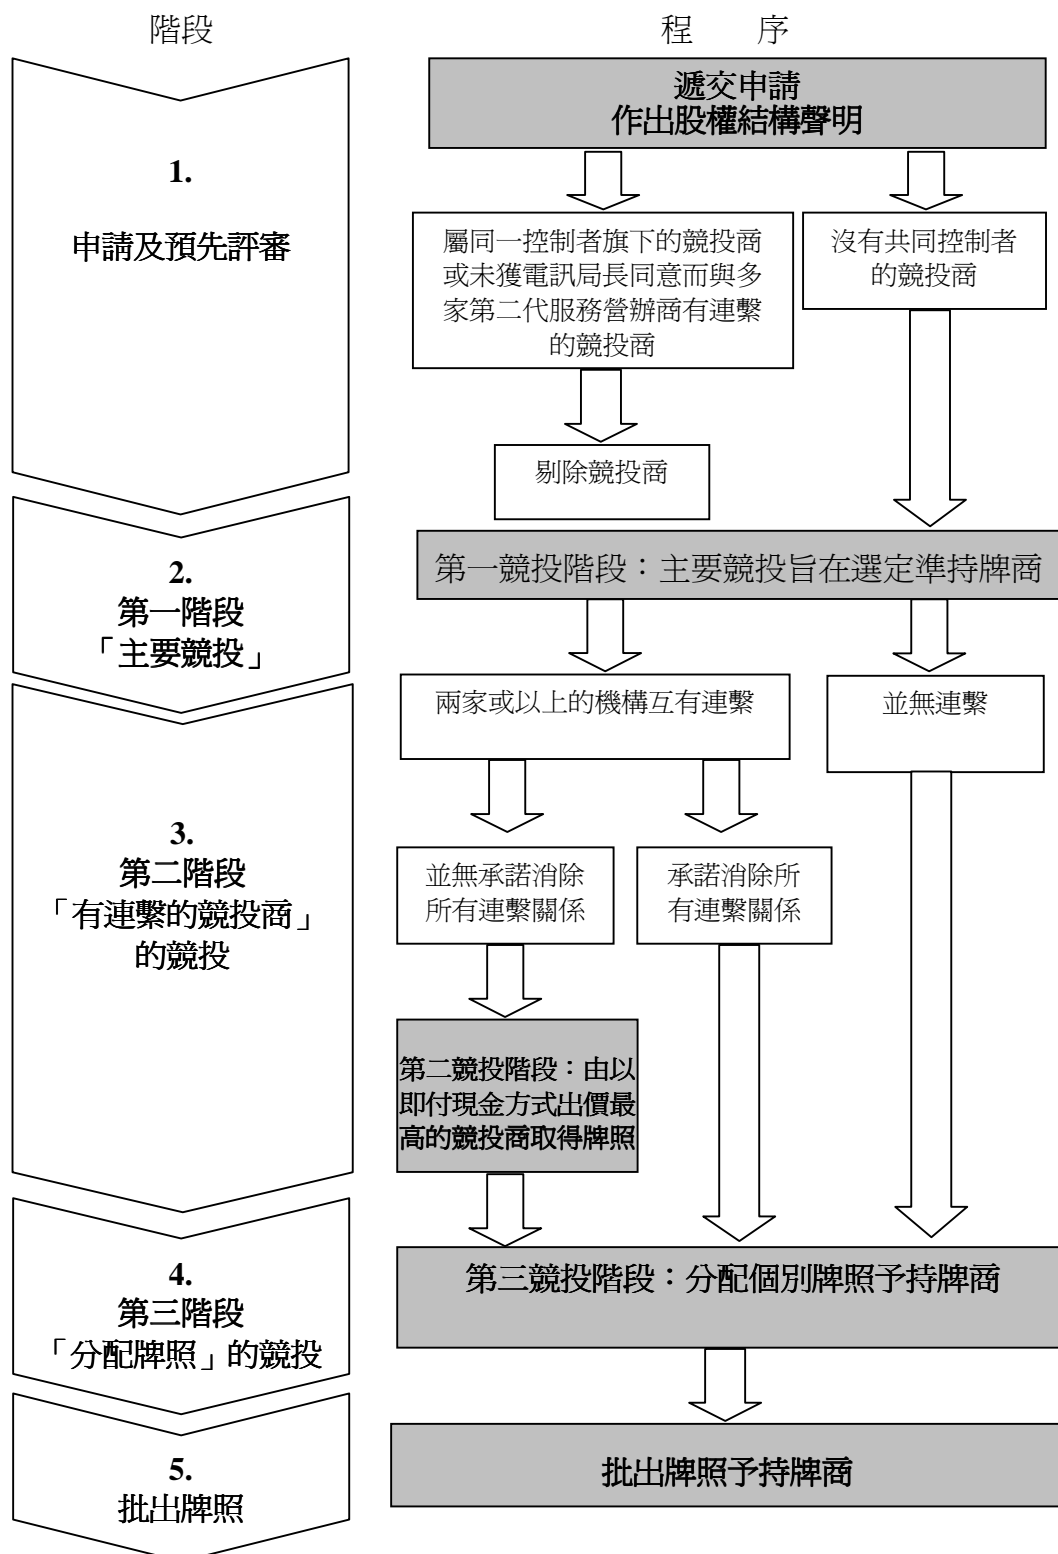 階段
程 序
遞交申請
作出股權結構聲明
1.
申請及預先評審
屬同一控制者旗下的競投商
或未獲電訊局長同意而與多
家第二代服務營辦商有連繫
的競投商
沒有共同控制者
的競投商
剔除競投商
2.
第一階段
「主要競投」
第一競投階段：主要競投旨在選定準持牌商
兩家或以上的機構互有連繫
並無連繫
3.
第二階段
「有連繫的競投商」
的競投
並無承諾消除
所有連繫關係
承諾消除所
有連繫關係
第二競投階段：由以
即付現金方式出價最
高的競投商取得牌照
4.
第三階段
「分配牌照」的競投
第三競投階段：分配個別牌照予持牌商
5.
批出牌照
批出牌照予持牌商